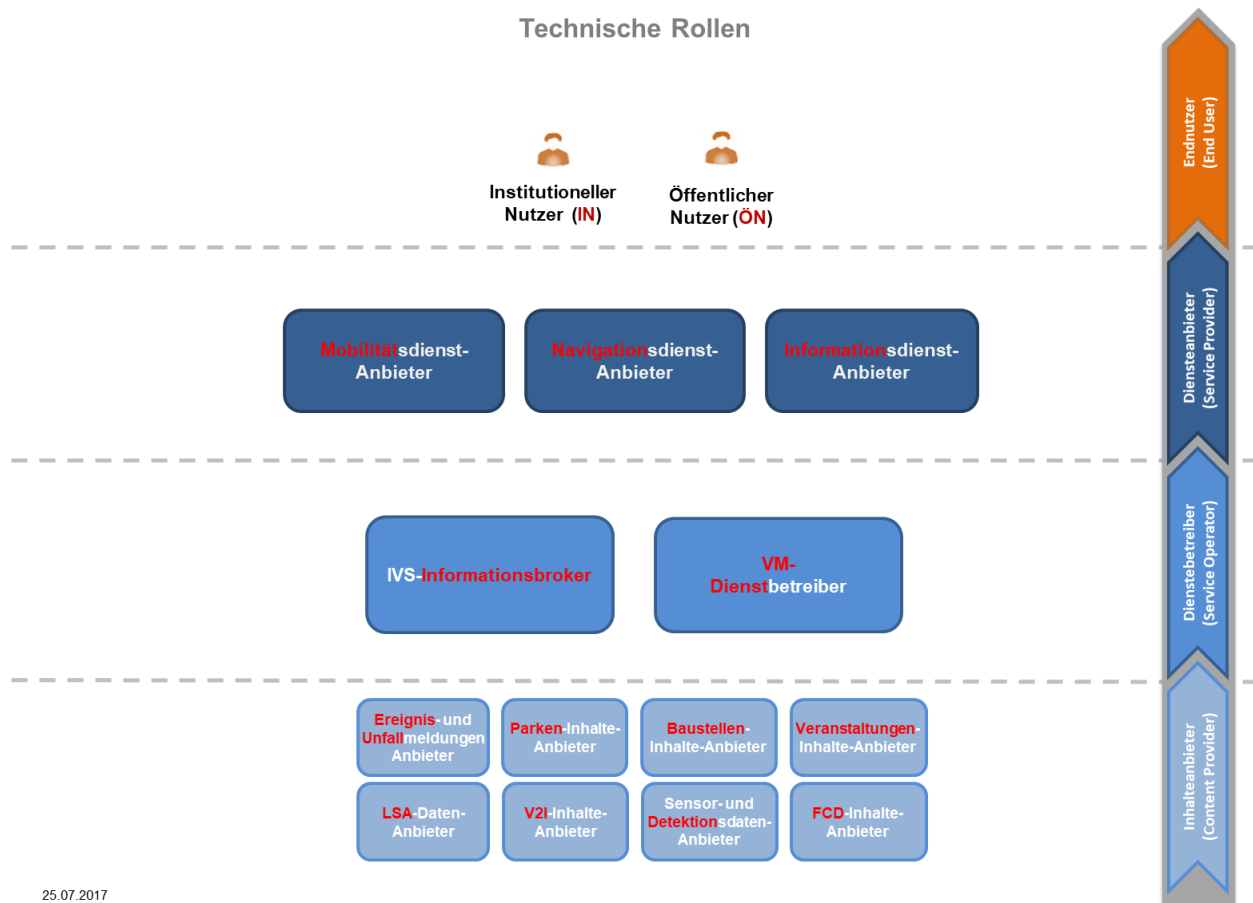 Technische Rollen
Institutioneller
Nutzer (IN)
Öffentlicher
Nutzer (ÖN)
Endnutzer
(End User)
Mobilitätsdienst-
Anbieter
Navigationsdienst-
Anbieter
Informationsdienst-
Anbieter
Diensteanbieter
(Service Provider)
IVS-Informationsbroker
VM-
Dienstbetreiber
Dienstebetreiber
(Service Operator)
Ereignis- und
Unfallmeldungen
Anbieter
Parken-Inhalte-
Anbieter
Baustellen-
Inhalte-Anbieter
Veranstaltungen-
Inhalte-Anbieter
LSA-Daten-
Anbieter
V2I-Inhalte-
Anbieter
Sensor- und
Detektionsdaten-
Anbieter
FCD-Inhalte-
Anbieter
Inhalteanbieter
(Content Provider)
25.07.2017